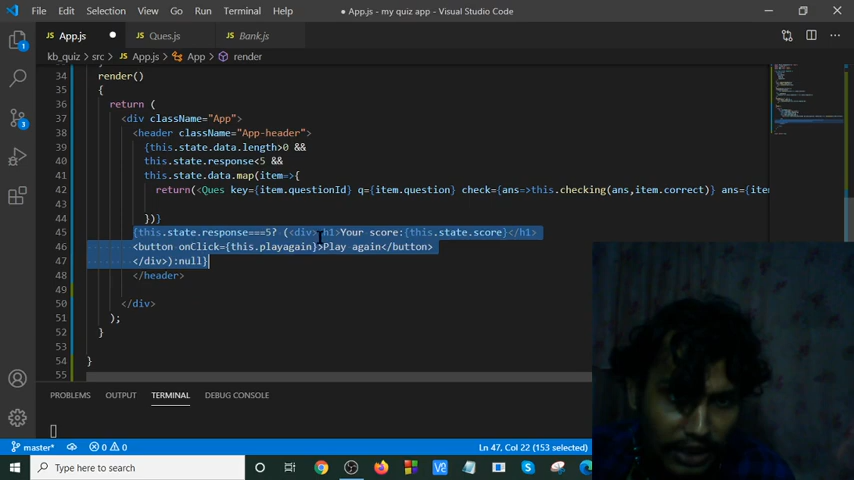 File Edit Selection View Go Run Terminal Help
● App.js - my quiz app - Visual Studio Code
App.js Ques.js Bank.js
kb_quiz > src > App.js > App > render
34 render()
35 {
36 return (
37 <div className="App">
38 <header className="App-header">
39 {this.state.data.length>0 &&
40 this.state.response<5 &&
41 this.state.data.map(item=>{
42 return(<Ques key={item.questionId} q={item.question} check={ans=>this.checking(ans,item.correct)} ans={item
43
44 })}
45 {this.state.response===5? (<div><h1>Your score:{this.state.score}</h1>
46 <button onClick={this.playagain}>Play again</button>
47 </div>):null}
48 </header>
49
50 </div>
51 );
52 }
53
54 }
55
PROBLEMS OUTPUT TERMINAL DEBUG CONSOLE
master* 0 0 Ln 47, Col 22 (153 selected)
Type here to search